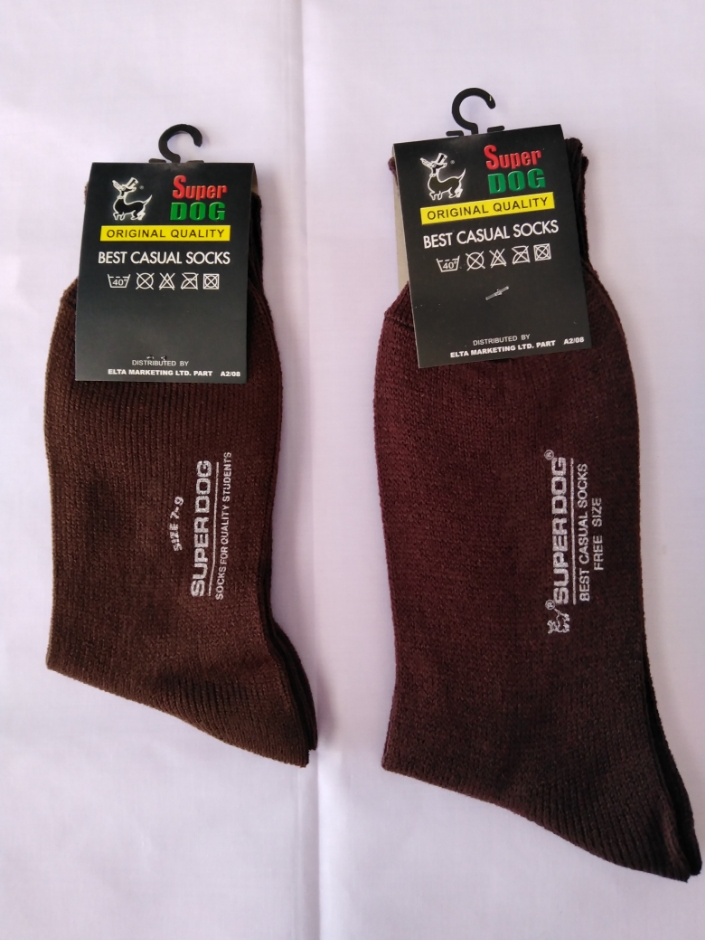 Super
DOG
ORIGINAL QUALITY
BEST CASUAL SOCKS
40°
DISTRIBUTED BY
ELTA MARKETING LTD. PART A2/08
SIZE 7-9
SUPER DOG
SOCKS FOR QUALITY STUDENTS
Super
DOG
ORIGINAL QUALITY
BEST CASUAL SOCKS
40°
DISTRIBUTED BY
ELTA MARKETING LTD. PART A2/08
SUPER DOG®
BEST CASUAL SOCKS
FREE SIZE